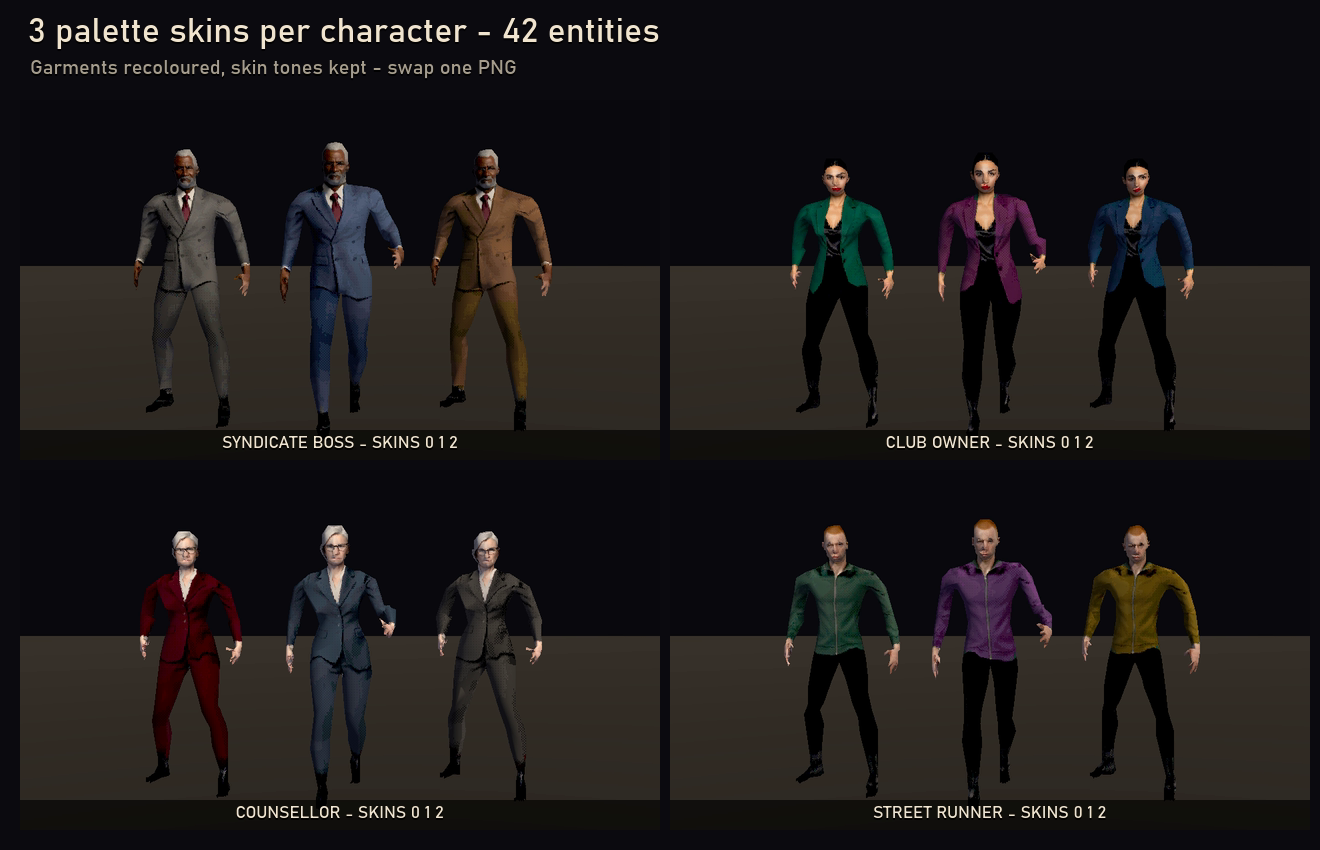 3 palette skins per character - 42 entities
Garments recoloured, skin tones kept - swap one PNG
SYNDICATE BOSS - SKINS 0 1 2
CLUB OWNER - SKINS 0 1 2
COUNSELLOR - SKINS 0 1 2
STREET RUNNER - SKINS 0 1 2